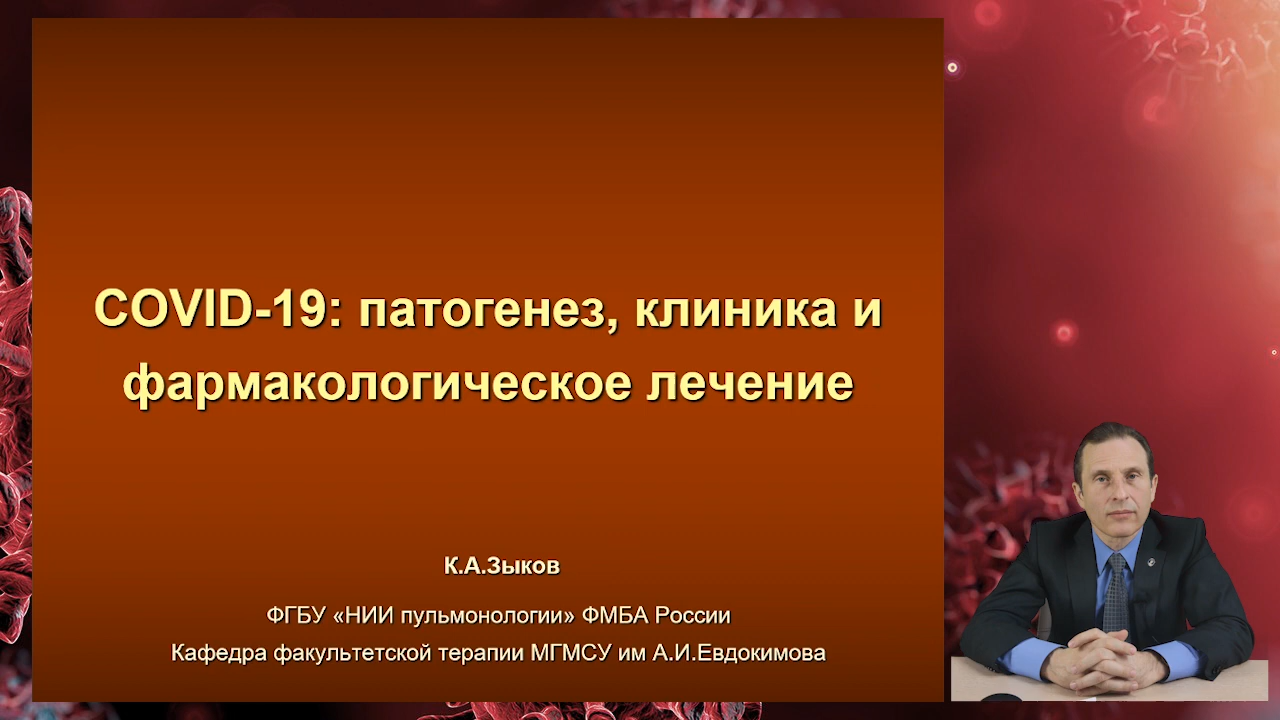 COVID-19: патогенез, клиника и
фармакологическое лечение
К.А.Зыков
ФГБУ «НИИ пульмонологии» ФМБА России
Кафедра факультетской терапии МГМСУ им А.И.Евдокимова